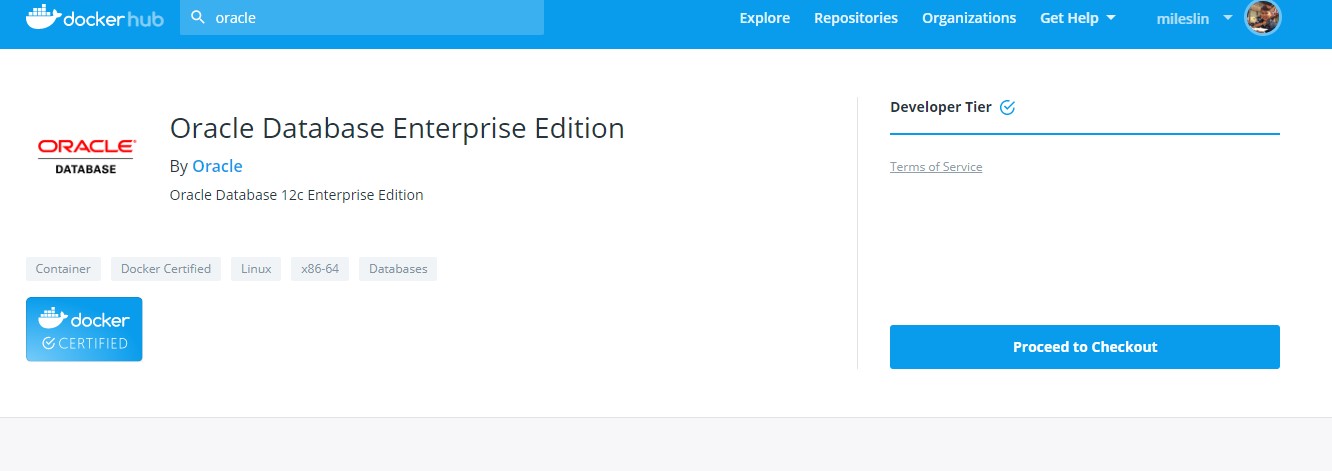 docker hub
oracle
Explore
Repositories
Organizations
Get Help
mileslin
ORACLE®
DATABASE
Oracle Database Enterprise Edition
By Oracle
Oracle Database 12c Enterprise Edition
Container
Docker Certified
Linux
x86-64
Databases
docker
CERTIFIED
Developer Tier
Terms of Service
Proceed to Checkout